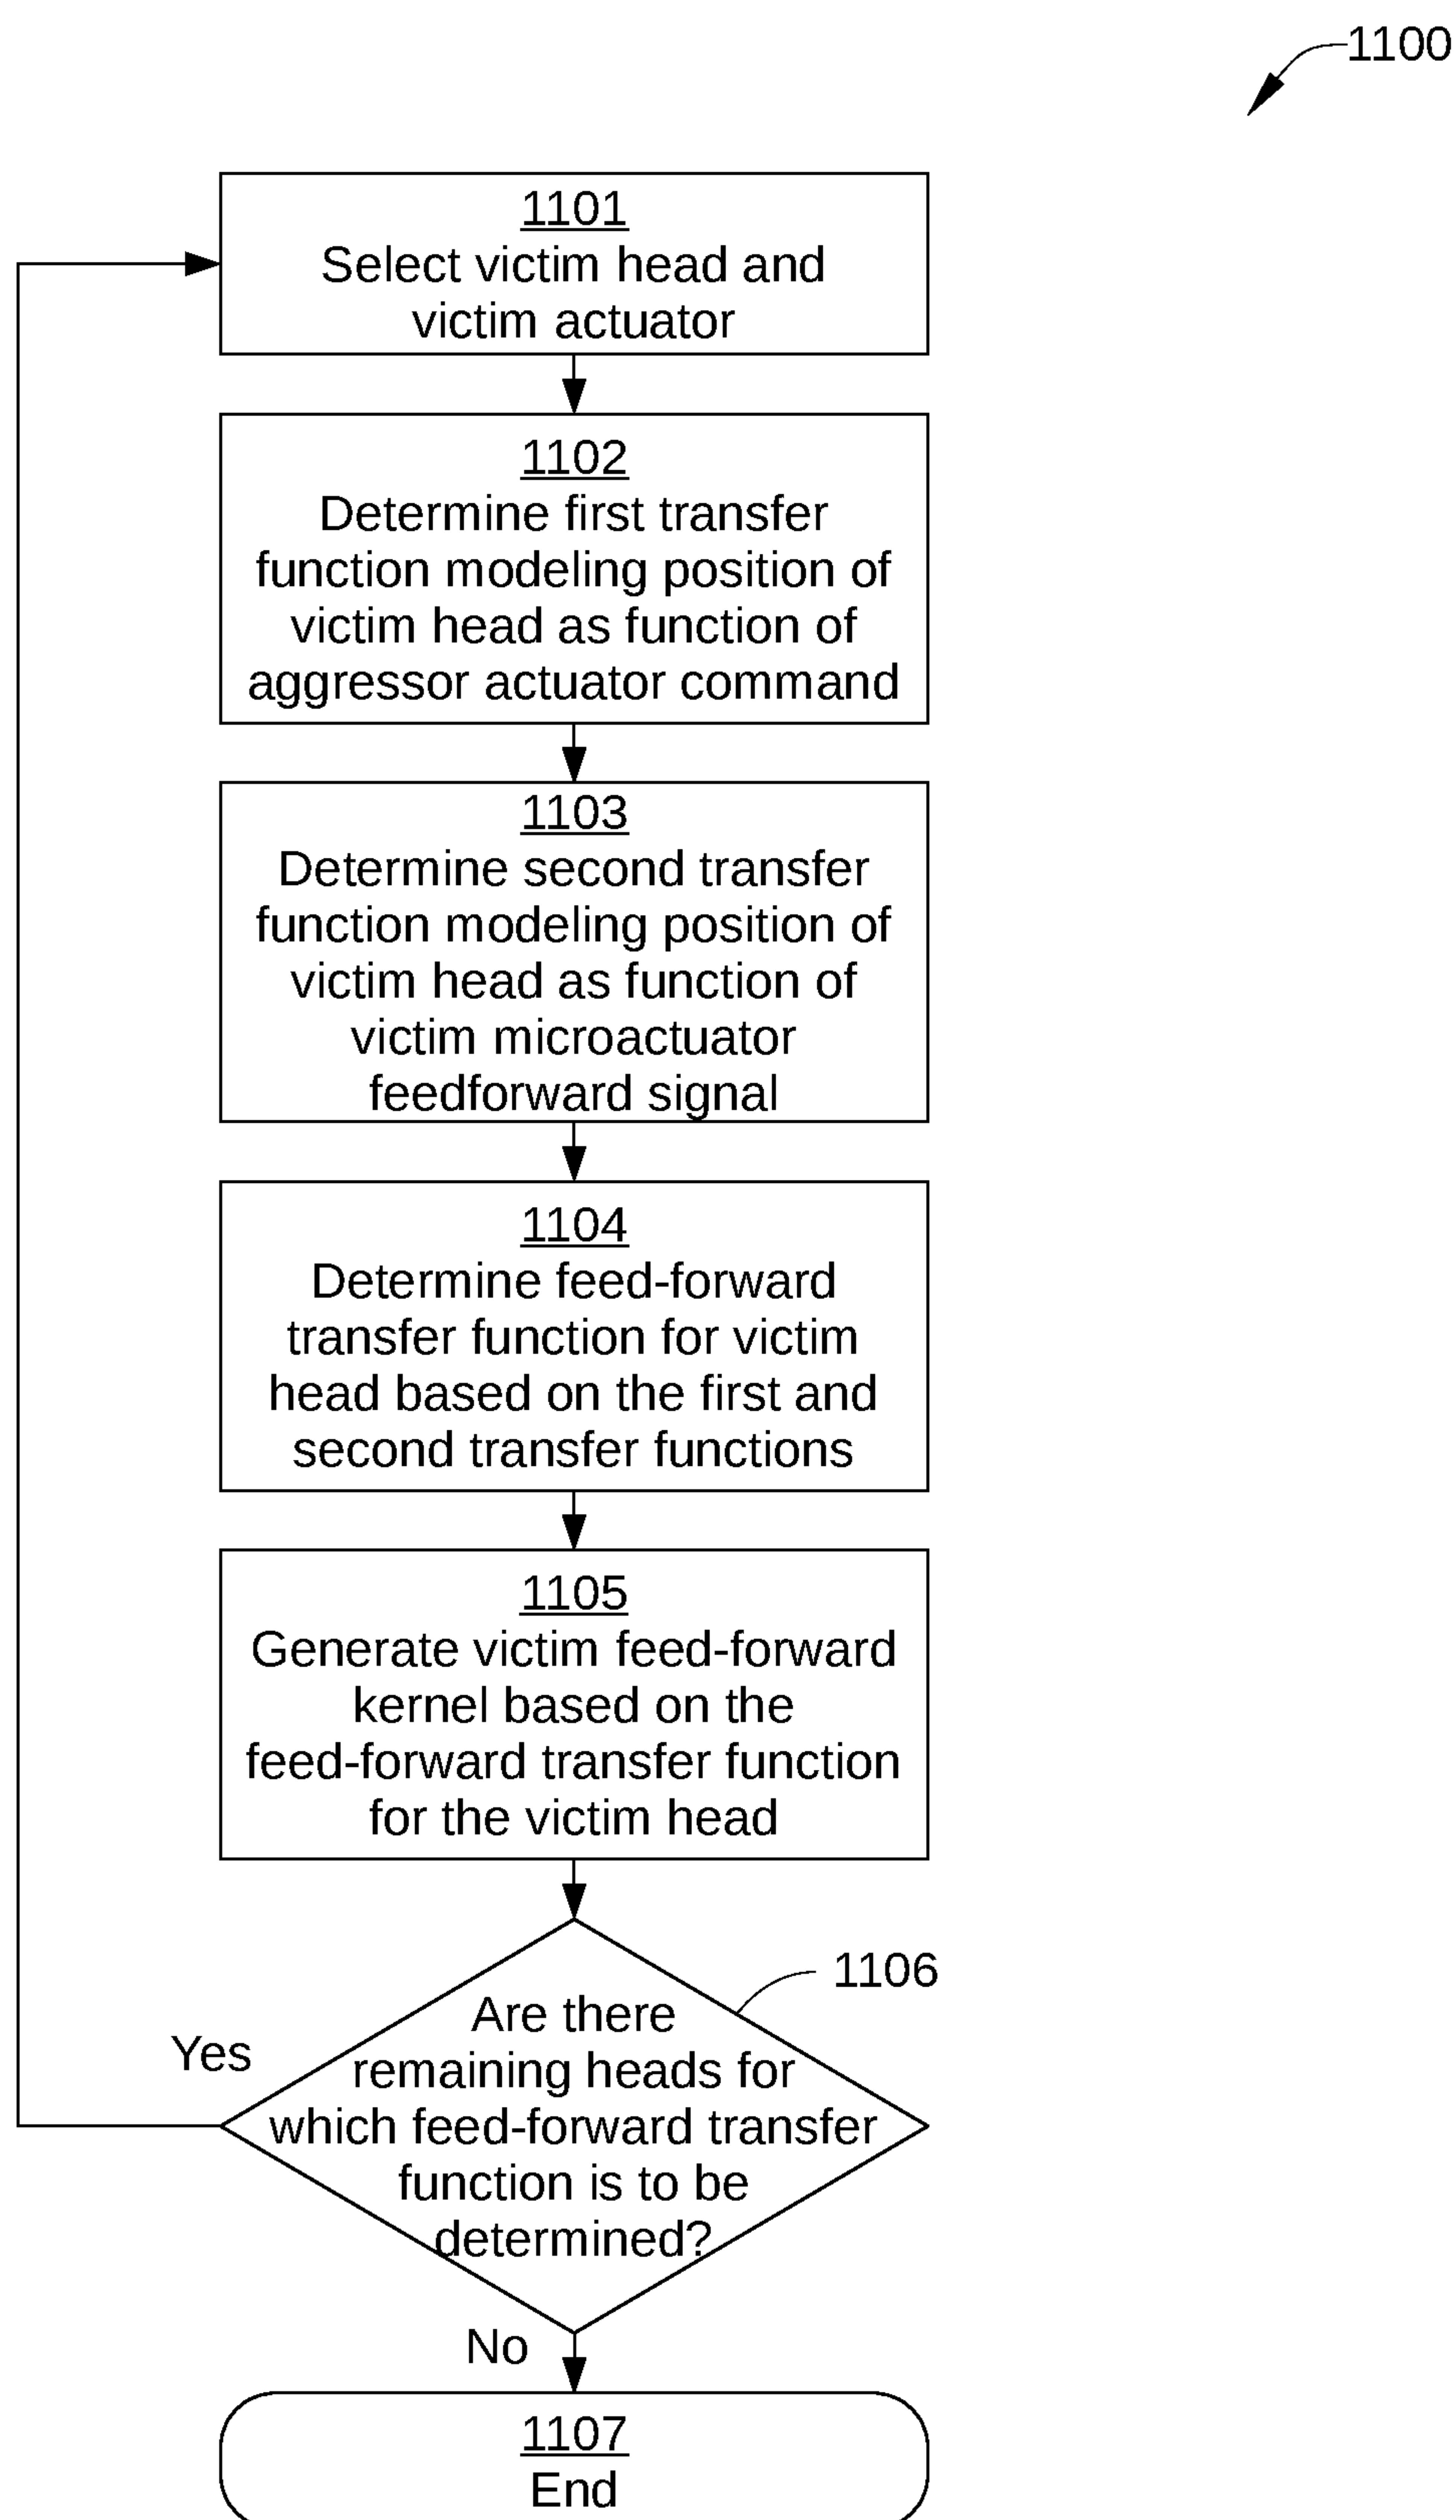 1100
1101
Select victim head and
victim actuator
1102
Determine first transfer
function modeling position of
victim head as function of
aggressor actuator command
1103
Determine second transfer
function modeling position of
victim head as function of
victim microactuator
feedforward signal
1104
Determine feed-forward
transfer function for victim
head based on the first and
second transfer functions
1105
Generate victim feed-forward
kernel based on the
feed-forward transfer function
for the victim head
1106
Are there
remaining heads for
which feed-forward transfer
function is to be
determined?
Yes
No
1107
End